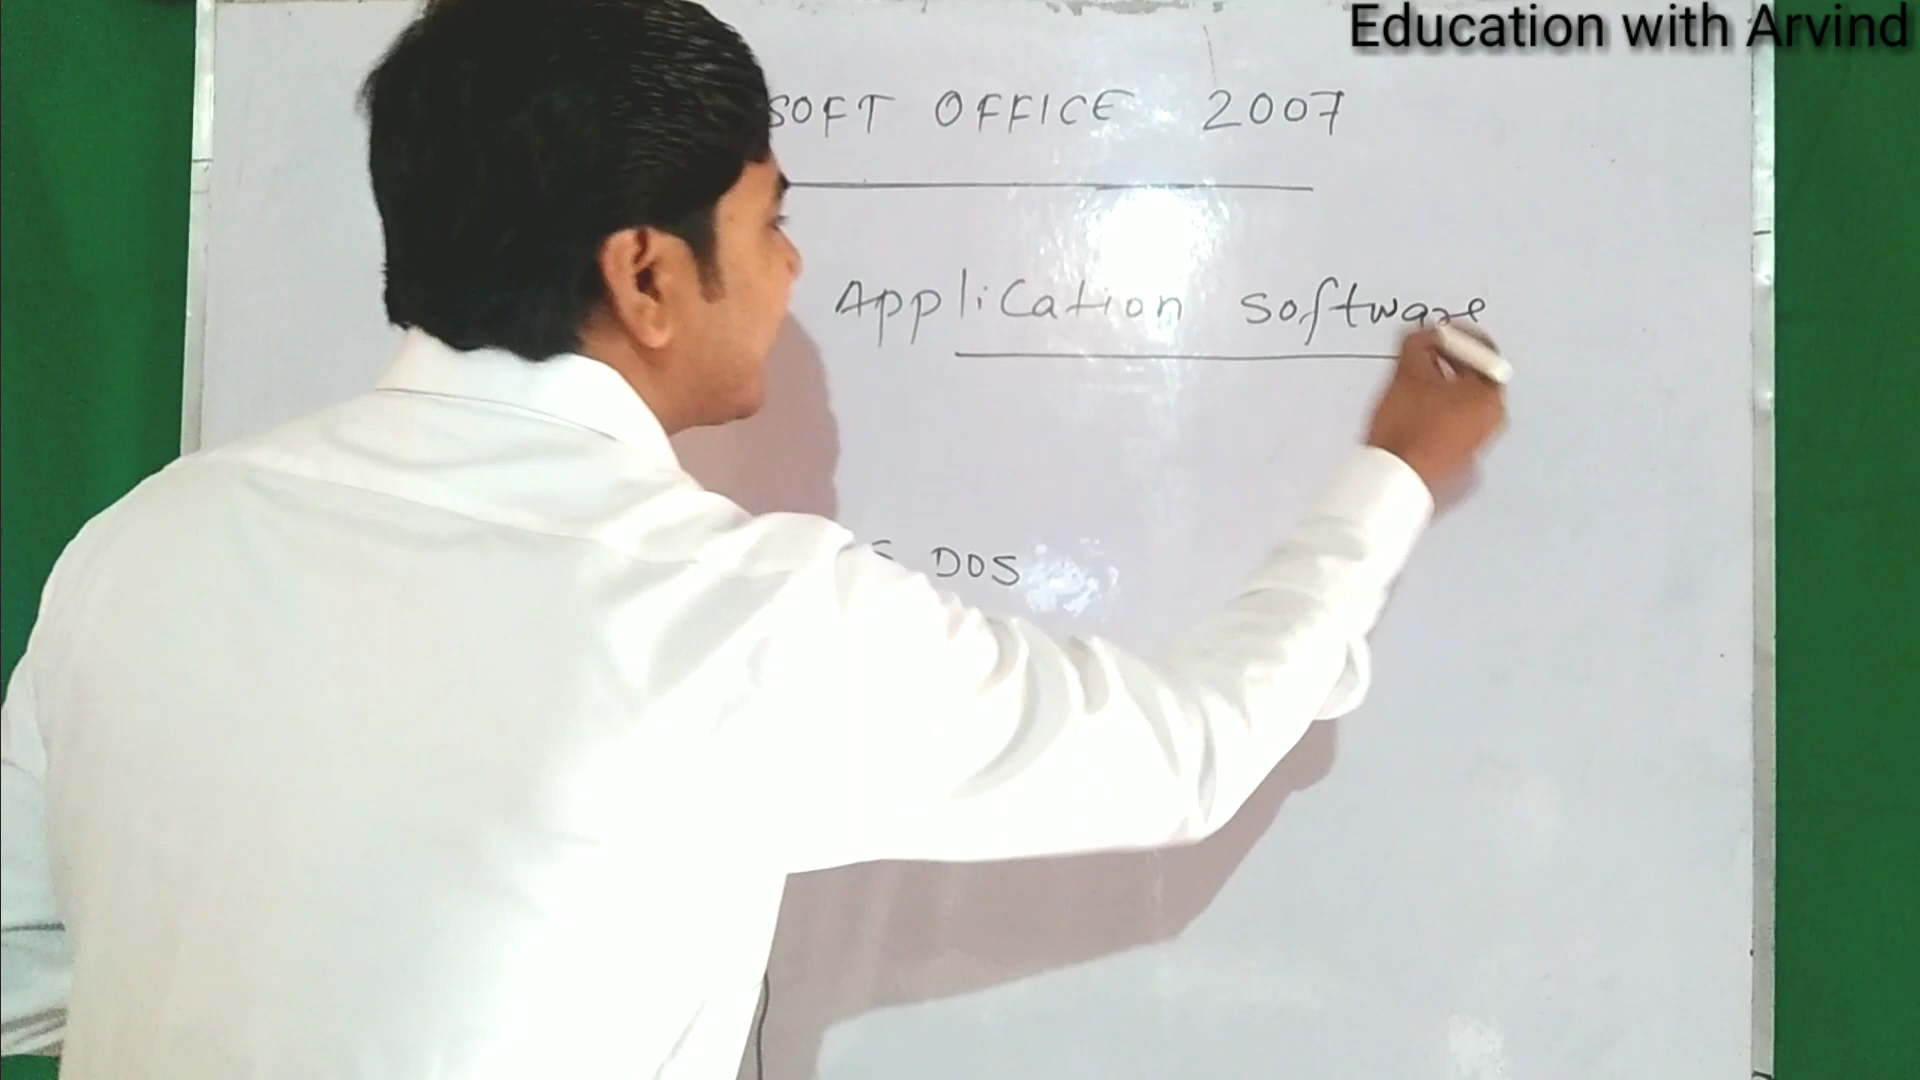 Education with Arvind
SOFT OFFICE 2007
Application Software
S DOS